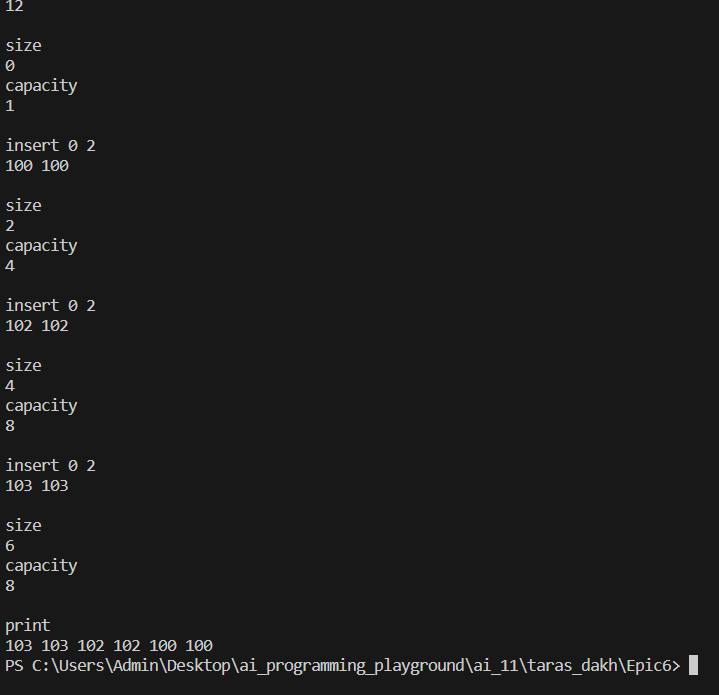 12
size
0
capacity
1
insert 0 2
100 100
size
2
capacity
4
insert 0 2
102 102
size
4
capacity
8
insert 0 2
103 103
size
6
capacity
8
print
103 103 102 102 100 100
PS C:\Users\Admin\Desktop\ai_programming_playground\ai_11\taras_dakh\Epic6>